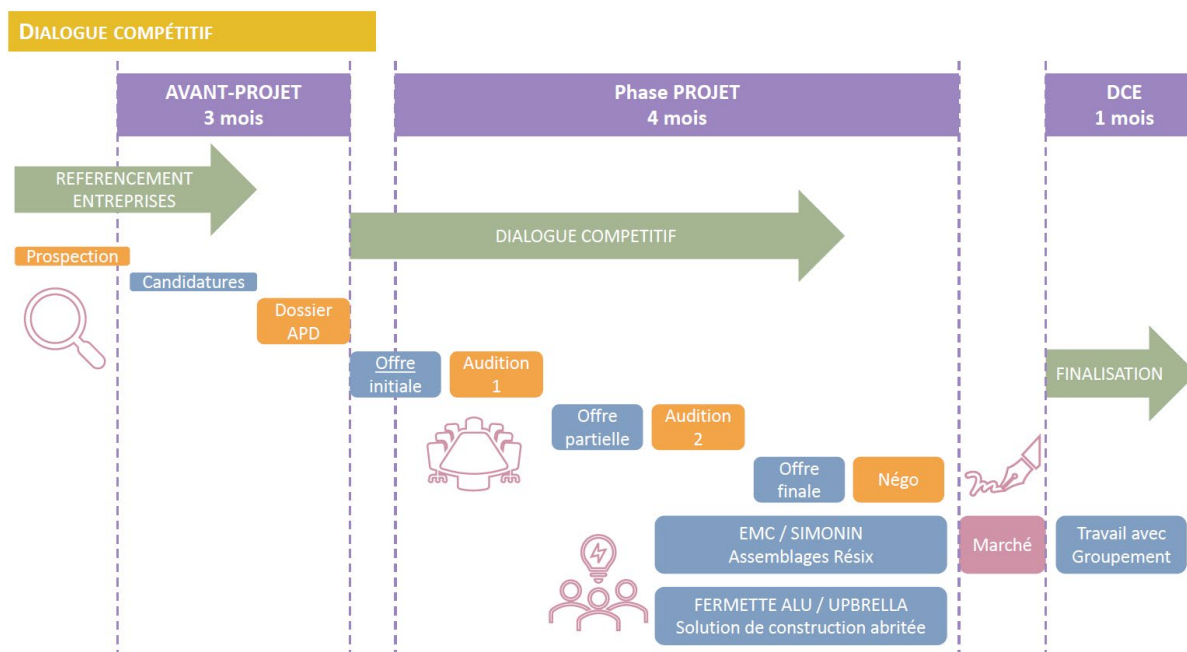 DIALOGUE COMPÉTITIF
AVANT-PROJET
3 mois
Phase PROJET
4 mois
DCE
1 mois
REFERENCEMENT
ENTREPRISES
DIALOGUE COMPETITIF
Prospection
Candidatures
Dossier
APD
Offre
initiale
Audition
1
FINALISATION
Offre
partielle
Audition
2
Offre
finale
Négo
EMC / SIMONIN
Assemblages Résix
Marché
Travail avec
Groupement
FERMETTE ALU / UPBRELLA
Solution de construction abritée